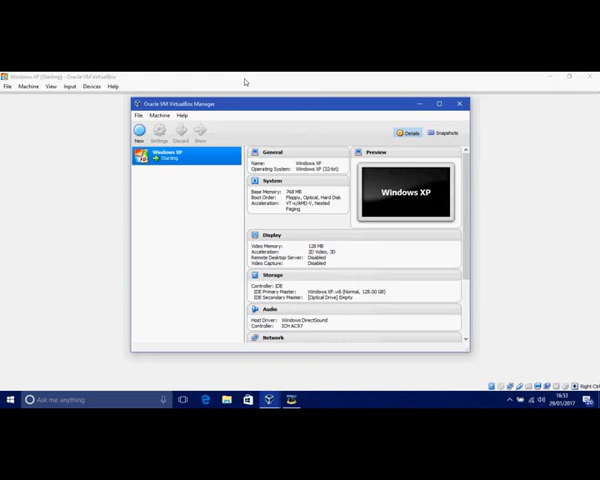 Windows XP [Starting] - Oracle VM VirtualBox
File Machine View Input Devices Help
Oracle VM VirtualBox Manager
File Machine Help
New Settings Discard Show
Details Snapshots
Windows XP
Starting
General
Name: Windows XP
Operating System: Windows XP (32-bit)
System
Base Memory: 768 MB
Boot Order: Floppy, Optical, Hard Disk
Acceleration: VT-x/AMD-V, Nested
Paging
Preview
Windows XP
Display
Video Memory: 128 MB
Acceleration: 2D Video, 3D
Remote Desktop Server: Disabled
Video Capture: Disabled
Storage
Controller: IDE
IDE Primary Master: Windows XP.vdi (Normal, 128.00 GB)
IDE Secondary Master: [Optical Drive] Empty
Audio
Host Driver: Windows DirectSound
Controller: ICH AC97
Network
Right Ctrl
Ask me anything
16:53
29/01/2017